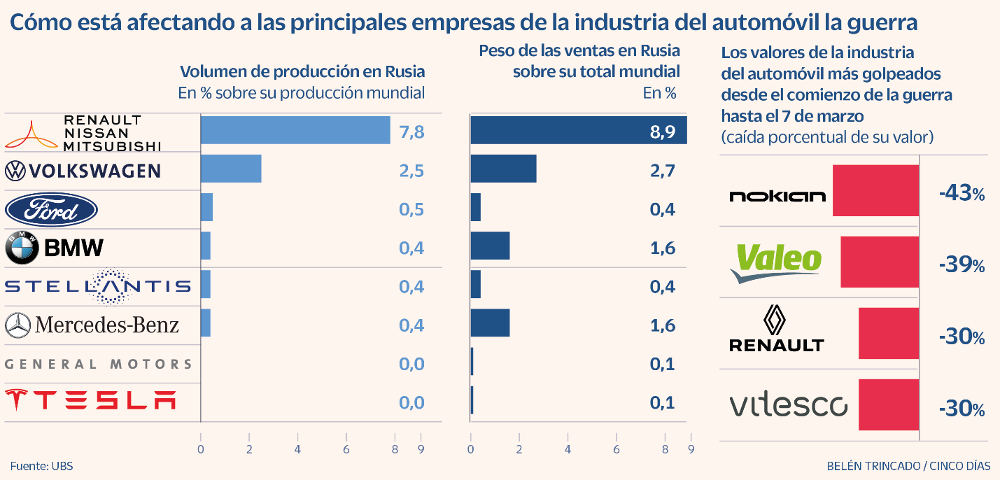 Cómo está afectando a las principales empresas de la industria del automóvil la guerra
Volumen de producción en Rusia
En % sobre su producción mundial
RENAULT
NISSAN
MITSUBISHI
7,8
VOLKSWAGEN
2,5
Ford
0,5
BMW
BMW
0,4
STELLANTIS
0,4
Mercedes-Benz
0,4
GENERAL MOTORS
0,0
TESLA
0,0
0 2 4 6 8 9
Peso de las ventas en Rusia
sobre su total mundial
En %
8,9
2,7
0,4
1,6
0,4
1,6
0,1
0,1
0 2 4 6 8 9
Los valores de la industria
del automóvil más golpeados
desde el comienzo de la guerra
hasta el 7 de marzo
(caída porcentual de su valor)
nokian
-43%
Valeo
-39%
RENAULT
-30%
vitesco
-30%
Fuente: UBS
BELÉN TRINCADO / CINCO DÍAS